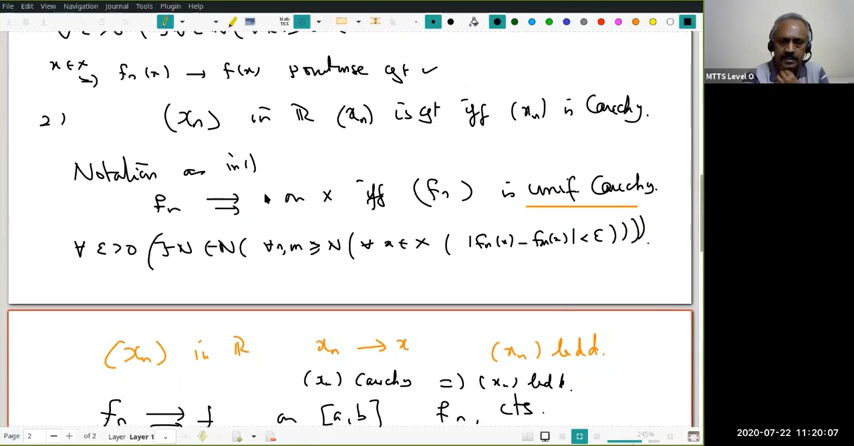 File Edit View Navigation Journal Tools Plugin Help
x ∈ X
⇒ fn(x) → f(x) pointwise cgt ✓
2) (xn) in ℝ (xn) is cgt iff (xn) is Cauchy.
Notation as in 1)
fn ⇉ · on X iff (fn) is unif Cauchy.
∀ ε>0 (∃ N ∈ ℕ ( ∀ n,m ≥ N ( ∀ x ∈ X ( |fn(x) - fm(x)| < ε )))).
(xn) in ℝ xn → x (xn) bdd.
(xn) Cauchy ⇒ (xn) bdd.
fn ⇉ f on [a,b] fn, cts.
MTTS Level O
Page 2 of 2 Layer Layer 1 245%
2020-07-22 11:20:07